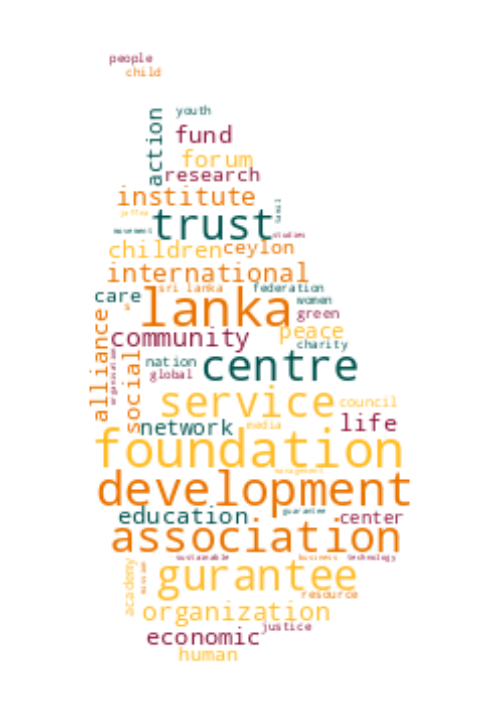 people
child
youth
action
fund
forum
research
institute
tamil
jaffna
trust
movement
studies
children
ceylon
international
sri lanka
federation
care
women
s
lanka
green
alliance
peace
community
charity
organisation
social
nation
centre
global
service
council
life
network
media
foundation
management
development
education
guarantee
center
association
sustainable
business
technology
academy
mission
gurantee
resource
organization
justice
economic
human